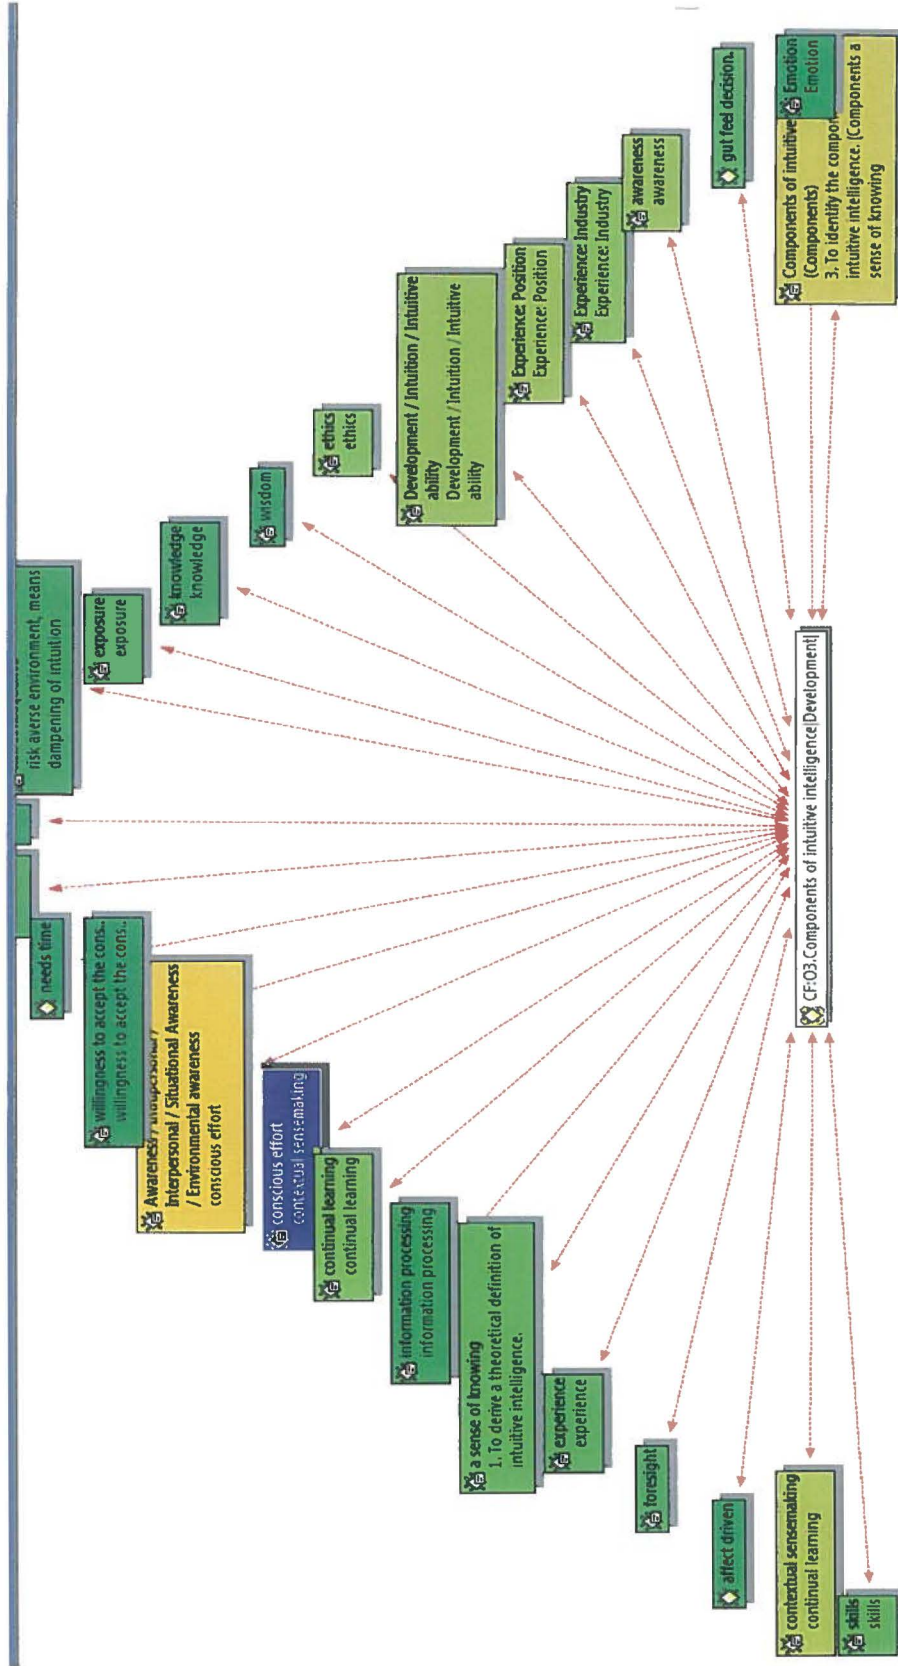 risk averse environment, means
dampening of intuition
exposure
exposure
knowledge
knowledge
wisdom
ethics
ethics
Development / Intuition / Intuitive
ability
Development / Intuition / Intuitive
ability
Experience: Position
Experience: Position
Experience: Industry
Experience: Industry
awareness
awareness
gut feel decision.
Components of intuitive
(Components)
3. To identify the compon
intuitive intelligence. [Components a
sense of knowing
Emotion
Emotion
needs time
willingness to accept the cons..
willingness to accept the cons..
Interpersonal / Situational Awareness
/ Environmental awareness
conscious effort
conscious effort
contextual sensemaking
continual learning
continual learning
information processing
information processing
a sense of knowing
1. To derive a theoretical definition of
intuitive intelligence.
experience
experience
foresight
affect driven
contextual sensemaking
continual learning
skills
skills
CF:O3.Components of intuitive intelligence|Development|